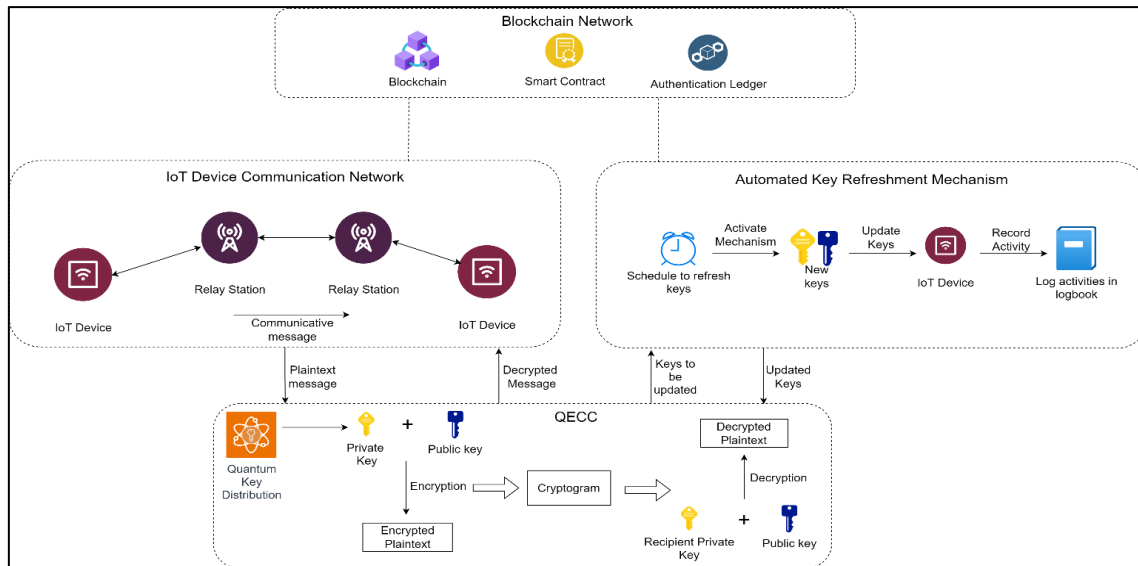 Blockchain Network
Blockchain
Smart Contract
Authentication Ledger
IoT Device Communication Network
IoT Device
Relay Station
Relay Station
IoT Device
Communicative
message
Automated Key Refreshment Mechanism
Schedule to refresh
keys
Activate
Mechanism
New
keys
Update
Keys
IoT Device
Record
Activity
Log activities in
logbook
Plaintext
message
Decrypted
Message
Keys to
be
updated
Updated
Keys
QECC
Quantum
Key
Distribution
Private
Key
+
Public key
Encryption
Encrypted
Plaintext
Cryptogram
Decrypted
Plaintext
Decryption
Recipient Private
Key
+
Public key